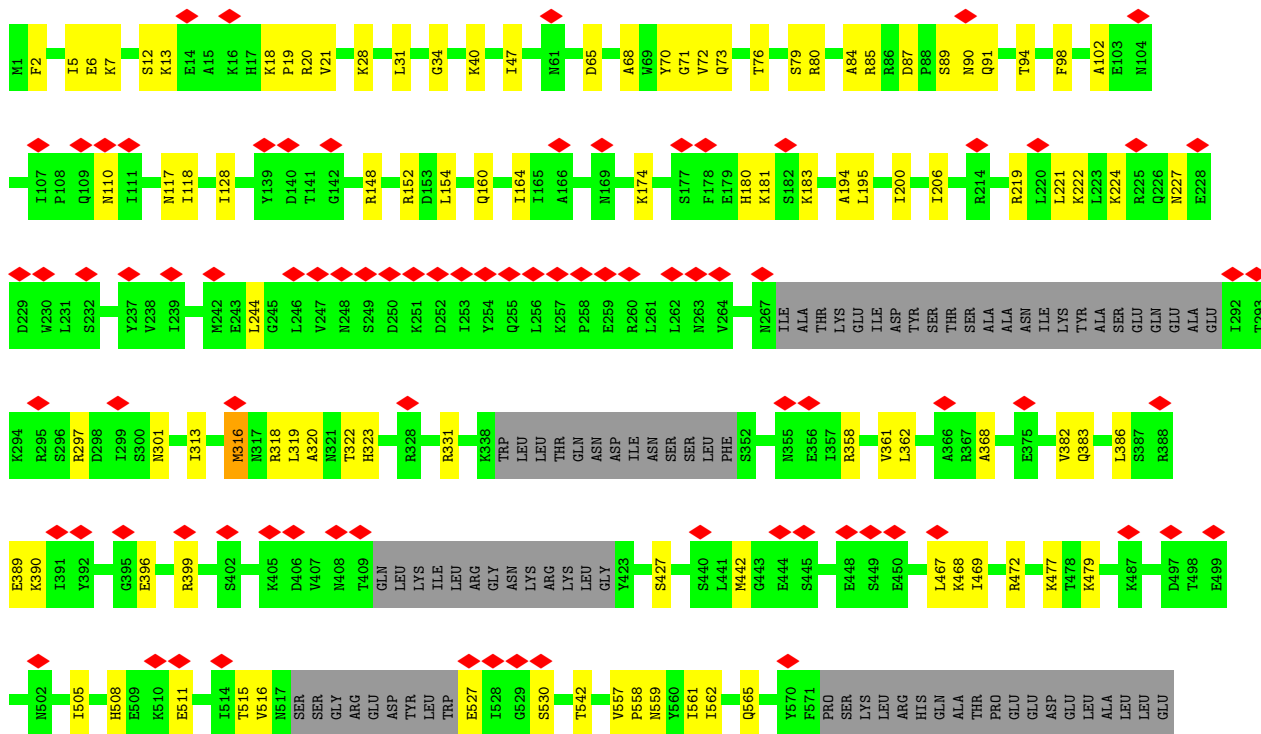 M1 F2 I5 E6 K7 S12 K13 E14 A15 K16 H17 K18 P19 R20 V21 K28 L31 G34 K40 I47 N61 D65 A68 W69 Y70 G71 V72 Q73 T76 S79 R80 A84 R85 R86 D87 P88 S89 N90 Q91 T94 F98 A102 E103 N104
I107 P108 Q109 N110 I111 N117 I118 I128 Y139 D140 T141 G142 R148 R152 D153 L154 Q160 I164 I165 A166 N169 K174 S177 F178 E179 H180 K181 S182 K183 A194 L195 I200 I206 R214 R219 L220 L221 K222 L223 K224 R225 Q226 N227 E228
D229 W230 L231 S232 Y237 V238 I239 M242 E243 L244 G245 L246 V247 N248 S249 D250 K251 D252 I253 Y254 Q255 L256 K257 P258 E259 R260 L261 L262 N263 V264 N267 ILE ALA THR LYS GLU ILE ASP TYR SER THR SER ALA ALA ASN ILE LYS TYR ALA SER GLU GLN GLU ALA GLU I292 T293
K294 R295 S296 R297 D298 I299 S300 N301 I313 M316 N317 R318 L319 A320 N321 T322 H323 R328 R331 K338 TRP LEU LEU THR GLN ASN ASP ILE ASN SER SER LEU PHE S352 N355 E356 I357 R358 V361 L362 A366 R367 A368 E375 V382 Q383 L386 S387 R388
E389 K390 I391 Y392 G395 E396 R399 S402 K405 D406 V407 N408 T409 GLN LEU LYS ILE LEU ARG GLY ASN LYS ARG LYS LEU GLY Y423 S427 S440 L441 M442 G443 E444 S445 E448 S449 E450 L467 K468 I469 R472 K477 T478 K479 K487 D497 T498 E499
N502 I505 H508 E509 K510 E511 I514 T515 V516 N517 SER SER GLY ARG GLU ASP TYR LEU TRP E527 I528 G529 S530 T542 V557 P558 N559 Y560 I561 I562 Q565 Y570 F571 PRO SER LYS LEU ARG HIS GLN ALA THR PRO GLU GLU ASP GLU LEU ALA LEU LEU GLU